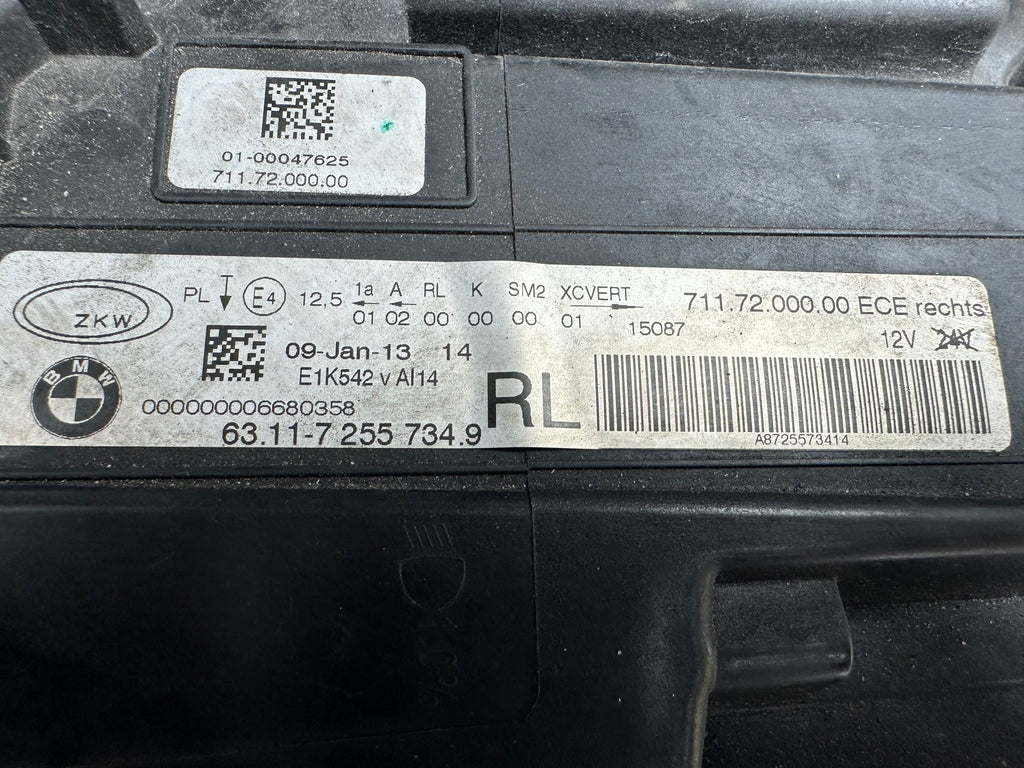 01-00047625
711.72.000.00
ZKW
PL T E4 12,5 1a A RL K SM2 XCVERT
01 02 00 00 00 01 15087
711.72.000.00 ECE rechts
12V 24V
09-Jan-13 14
E1K542 v AI14
000000006680358
63.11-7 255 734.9
RL
A8725573414
BMW
10%